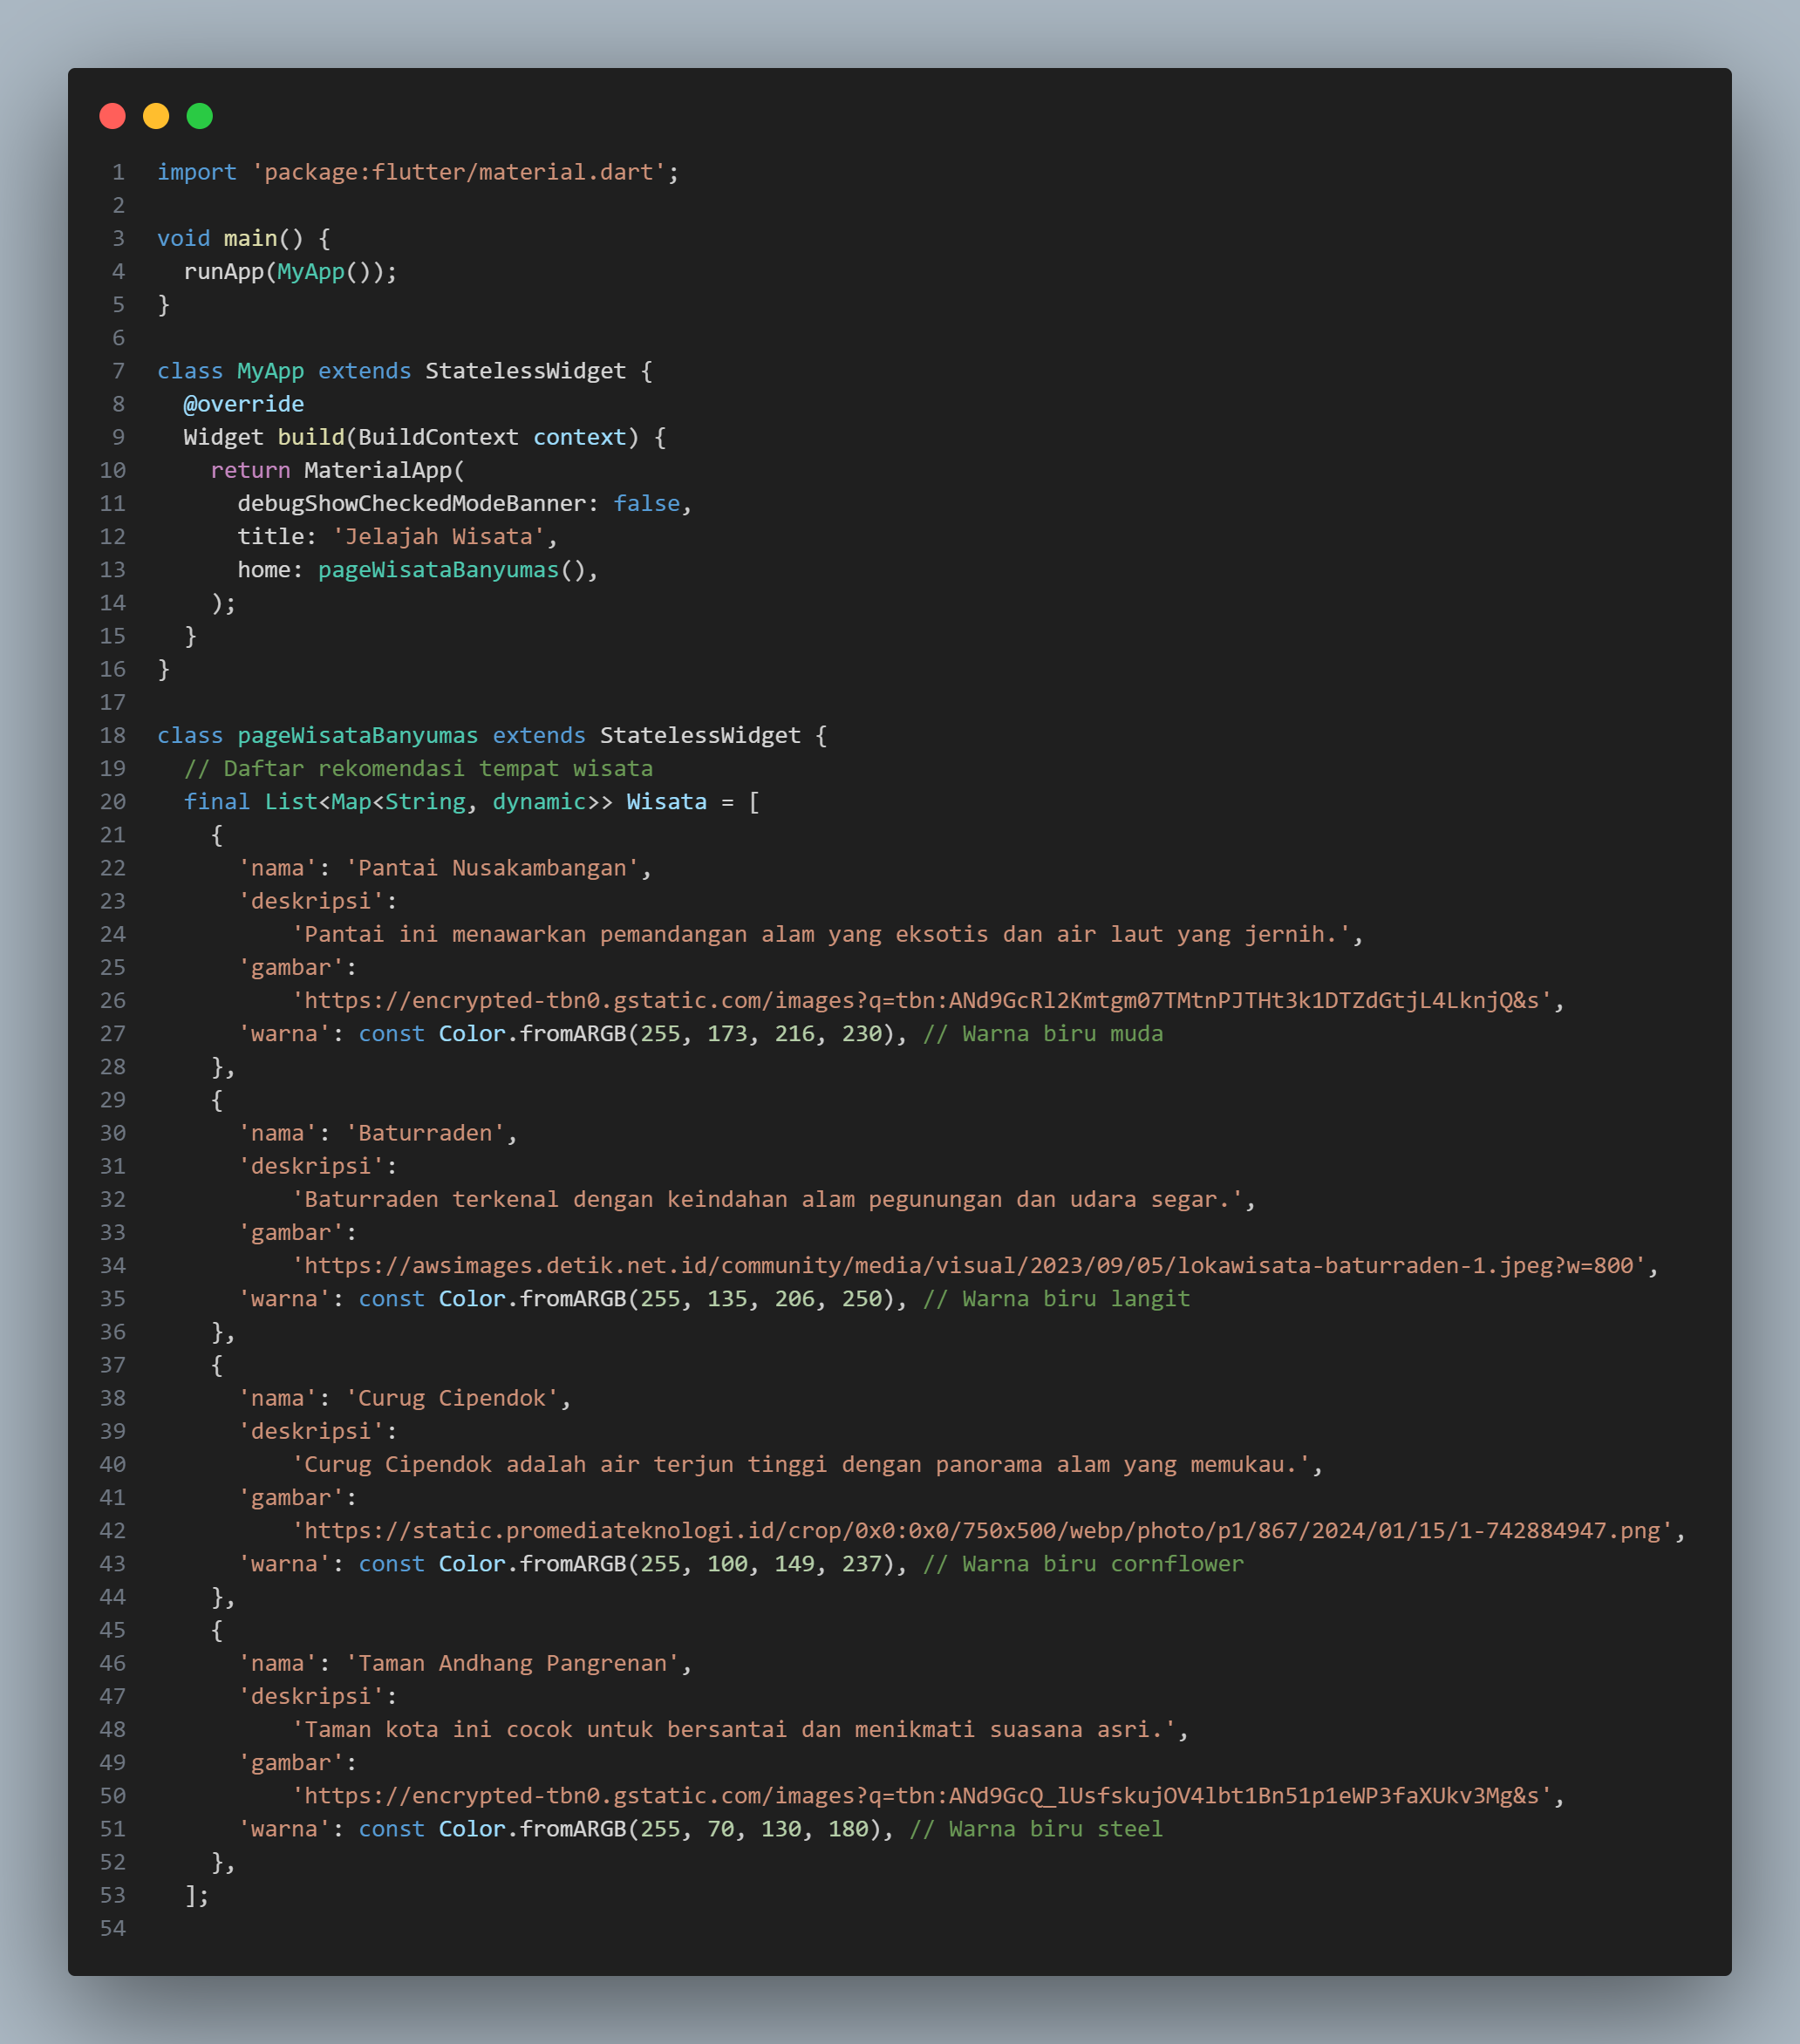 1 import 'package:flutter/material.dart';
2
3 void main() {
4   runApp(MyApp());
5 }
6
7 class MyApp extends StatelessWidget {
8   @override
9   Widget build(BuildContext context) {
10     return MaterialApp(
11       debugShowCheckedModeBanner: false,
12       title: 'Jelajah Wisata',
13       home: pageWisataBanyumas(),
14     );
15   }
16 }
17
18 class pageWisataBanyumas extends StatelessWidget {
19   // Daftar rekomendasi tempat wisata
20   final List<Map<String, dynamic>> Wisata = [
21     {
22       'nama': 'Pantai Nusakambangan',
23       'deskripsi':
24           'Pantai ini menawarkan pemandangan alam yang eksotis dan air laut yang jernih.',
25       'gambar':
26           'https://encrypted-tbn0.gstatic.com/images?q=tbn:ANd9GcRl2Kmtgm07TMtnPJTHt3k1DTZdGtjL4LknjQ&s',
27       'warna': const Color.fromARGB(255, 173, 216, 230), // Warna biru muda
28     },
29     {
30       'nama': 'Baturraden',
31       'deskripsi':
32           'Baturraden terkenal dengan keindahan alam pegunungan dan udara segar.',
33       'gambar':
34           'https://awsimages.detik.net.id/community/media/visual/2023/09/05/lokawisata-baturraden-1.jpeg?w=800',
35       'warna': const Color.fromARGB(255, 135, 206, 250), // Warna biru langit
36     },
37     {
38       'nama': 'Curug Cipendok',
39       'deskripsi':
40           'Curug Cipendok adalah air terjun tinggi dengan panorama alam yang memukau.',
41       'gambar':
42           'https://static.promediateknologi.id/crop/0x0:0x0/750x500/webp/photo/p1/867/2024/01/15/1-742884947.png',
43       'warna': const Color.fromARGB(255, 100, 149, 237), // Warna biru cornflower
44     },
45     {
46       'nama': 'Taman Andhang Pangrenan',
47       'deskripsi':
48           'Taman kota ini cocok untuk bersantai dan menikmati suasana asri.',
49       'gambar':
50           'https://encrypted-tbn0.gstatic.com/images?q=tbn:ANd9GcQ_lUsfskujOV4lbt1Bn51p1eWP3faXUkv3Mg&s',
51       'warna': const Color.fromARGB(255, 70, 130, 180), // Warna biru steel
52     },
53   ];
54